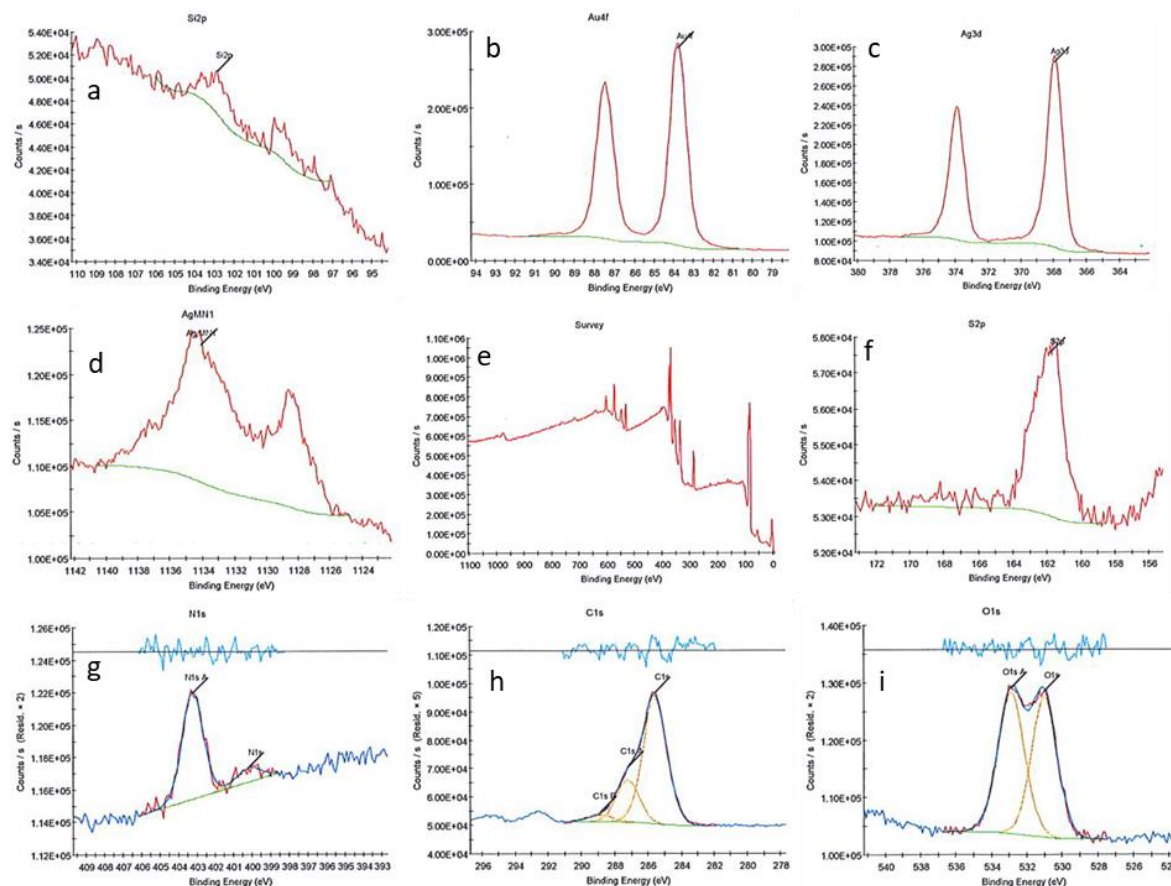 Si2p
5.40E+04
5.20E+04
5.00E+04
4.80E+04
4.60E+04
4.40E+04
4.20E+04
4.00E+04
3.80E+04
3.60E+04
3.40E+04
Counts / s
a
Si2p
110 109 108 107 106 105 104 103 102 101 100 99 98 97 96 95
Binding Energy (eV)
Au4f
3.00E+05
2.00E+05
1.00E+05
0.00E+00
Counts / s
b
Au4f
94 93 92 91 90 89 88 87 86 85 84 83 82 81 80 79
Binding Energy (eV)
Ag3d
3.00E+05
2.80E+05
2.60E+05
2.40E+05
2.20E+05
2.00E+05
1.80E+05
1.60E+05
1.40E+05
1.20E+05
1.00E+05
8.00E+04
Counts / s
c
Ag3d
380 378 376 374 372 370 368 366 364
Binding Energy (eV)
AgMN1
1.25E+05
1.20E+05
1.15E+05
1.10E+05
1.05E+05
1.00E+05
Counts / s
d
AgMN1
1142 1140 1138 1136 1134 1132 1130 1128 1126 1124
Binding Energy (eV)
Survey
1.10E+06
1.00E+06
9.00E+05
8.00E+05
7.00E+05
6.00E+05
5.00E+05
4.00E+05
3.00E+05
2.00E+05
1.00E+05
0.00E+00
Counts / s
e
1100 1000 900 800 700 600 500 400 300 200 100 0
Binding Energy (eV)
S2p
5.80E+04
5.60E+04
5.40E+04
5.20E+04
Counts / s
f
S2p
172 170 168 166 164 162 160 158 156 154
Binding Energy (eV)
N1s
1.26E+05
1.24E+05
1.22E+05
1.20E+05
1.18E+05
1.16E+05
1.14E+05
1.12E+05
Counts / s (Resid. × 2)
g
N1s A
N1s
409 408 407 406 405 404 403 402 401 400 399 398 397 396 395 394 393
Binding Energy (eV)
C1s
1.20E+05
1.10E+05
1.00E+05
9.00E+04
8.00E+04
7.00E+04
6.00E+04
5.00E+04
4.00E+04
Counts / s (Resid. × 5)
h
C1s
C1s
C1s B
296 294 292 290 288 286 284 282 280 278
Binding Energy (eV)
O1s
1.40E+05
1.30E+05
1.20E+05
1.10E+05
1.00E+05
Counts / s (Resid. × 2)
i
O1s A
O1s
540 538 536 534 532 530 528 526 524
Binding Energy (eV)